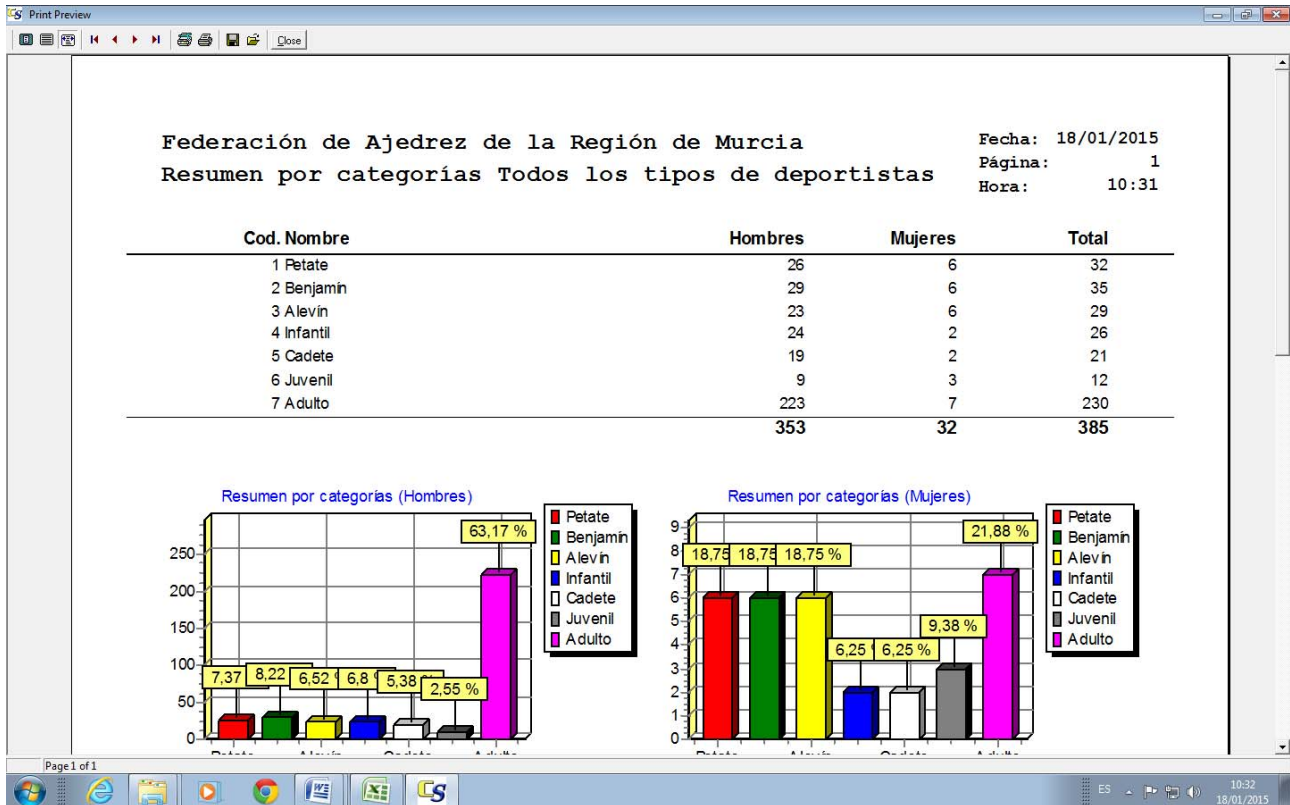 CS Print Preview
Close
Federación de Ajedrez de la Región de Murcia
Resumen por categorías Todos los tipos de deportistas
Fecha: 18/01/2015
Página: 1
Hora: 10:31
Cod. Nombre Hombres Mujeres Total
1 Petate 26 6 32
2 Benjamín 29 6 35
3 Alevín 23 6 29
4 Infantil 24 2 26
5 Cadete 19 2 21
6 Juvenil 9 3 12
7 Adulto 223 7 230
353 32 385
Resumen por categorías (Hombres)
63,17 %
250
200
150
100
50
0
7,37
8,22
6,52
6,8
5,38
2,55 %
Petate
Benjamín
Alevín
Infantil
Cadete
Juvenil
Adulto
Resumen por categorías (Mujeres)
21,88 %
9
8
7
6
5
4
3
2
1
0
18,75
18,75
18,75 %
6,25
6,25 %
9,38 %
Petate
Benjamín
Alevín
Infantil
Cadete
Juvenil
Adulto
Page 1 of 1
CS
ES
10:32
18/01/2015